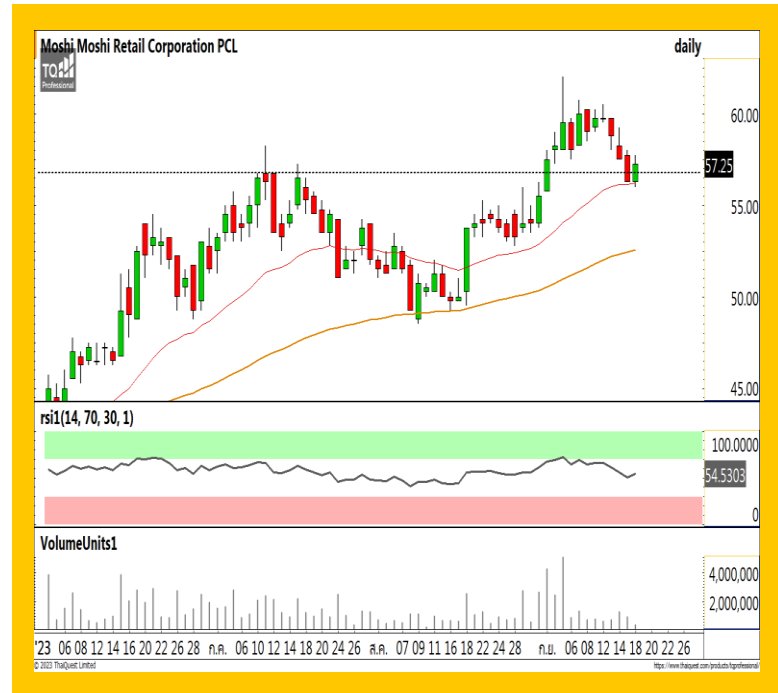 Moshi Moshi Retail Corporation PCL daily
TQ
Professional
60.00
57.25
55.00
50.00
45.00
rsi1(14, 70, 30, 1)
100.0000
54.5303
0
VolumeUnits1
4,000,000
2,000,000
'23 06 08 12 14 16 20 22 26 28 ก.ค. 06 10 12 14 18 20 24 26 ส.ค. 07 09 11 16 18 22 24 28 ก.ย. 06 08 12 14 18 20 22 26
© 2023 ThaiQuest Limited https://www.thaiquest.com/products/tqprofessional/